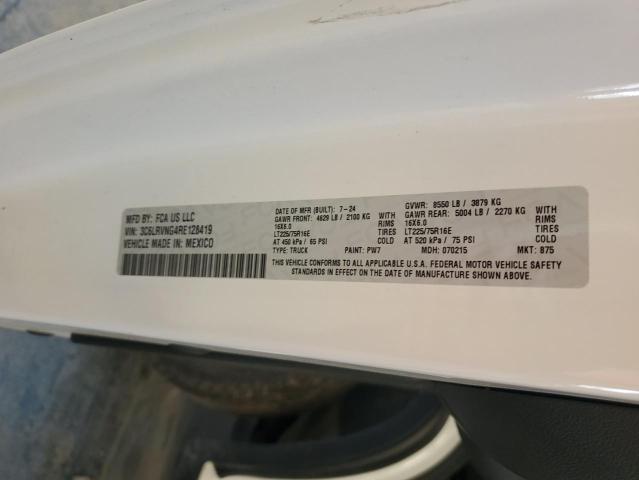 MFD BY: FCA US LLC
VIN: 3C6LRVNG4RE128419
VEHICLE MADE IN: MEXICO
DATE OF MFR (BUILT): 7-24
GAWR FRONT: 4629 LB / 2100 KG WITH
16X6.0 RIMS
LT225/75R16E TIRES
AT 450 kPa / 65 PSI COLD
TYPE: TRUCK PAINT: PW7
GVWR: 8550 LB / 3879 KG
GAWR REAR: 5004 LB / 2270 KG WITH
16X6.0 RIMS
LT225/75R16E TIRES
AT 520 kPa / 75 PSI COLD
MDH: 070215 MKT: 875
THIS VEHICLE CONFORMS TO ALL APPLICABLE U.S.A. FEDERAL MOTOR VEHICLE SAFETY
STANDARDS IN EFFECT ON THE DATE OF MANUFACTURE SHOWN ABOVE.